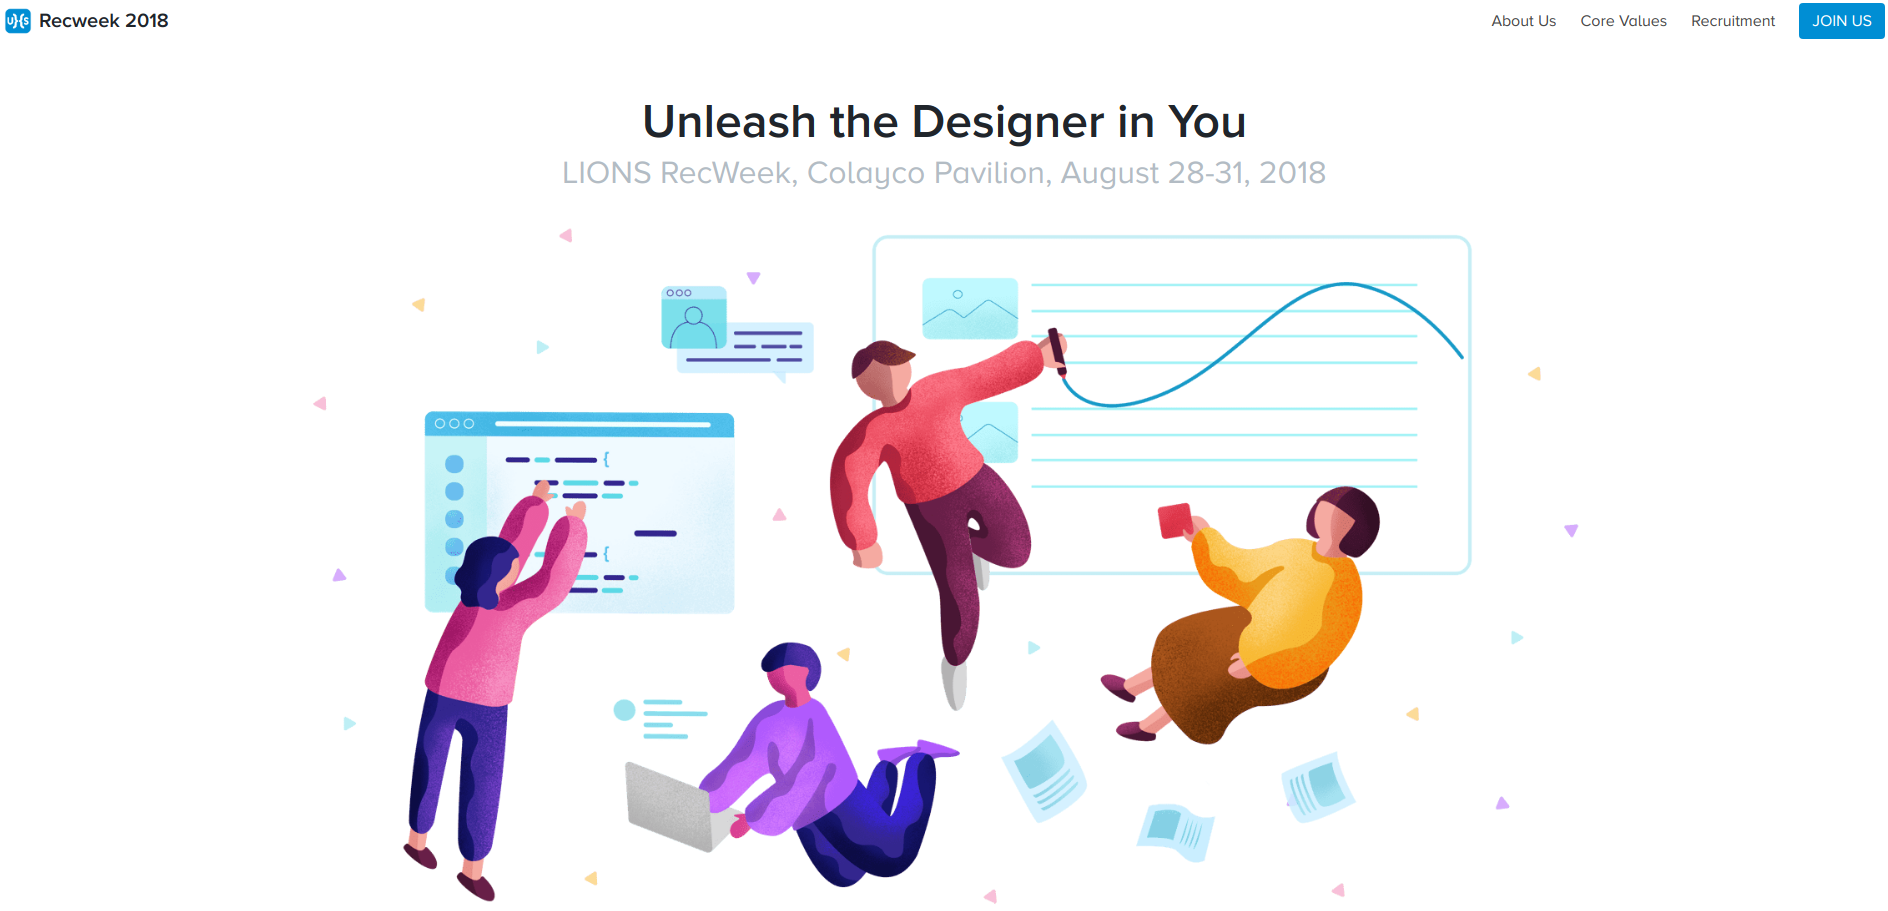 UXS Recweek 2018
About Us
Core Values
Recruitment
JOIN US
Unleash the Designer in You
LIONS RecWeek, Colayco Pavilion, August 28-31, 2018
{
{